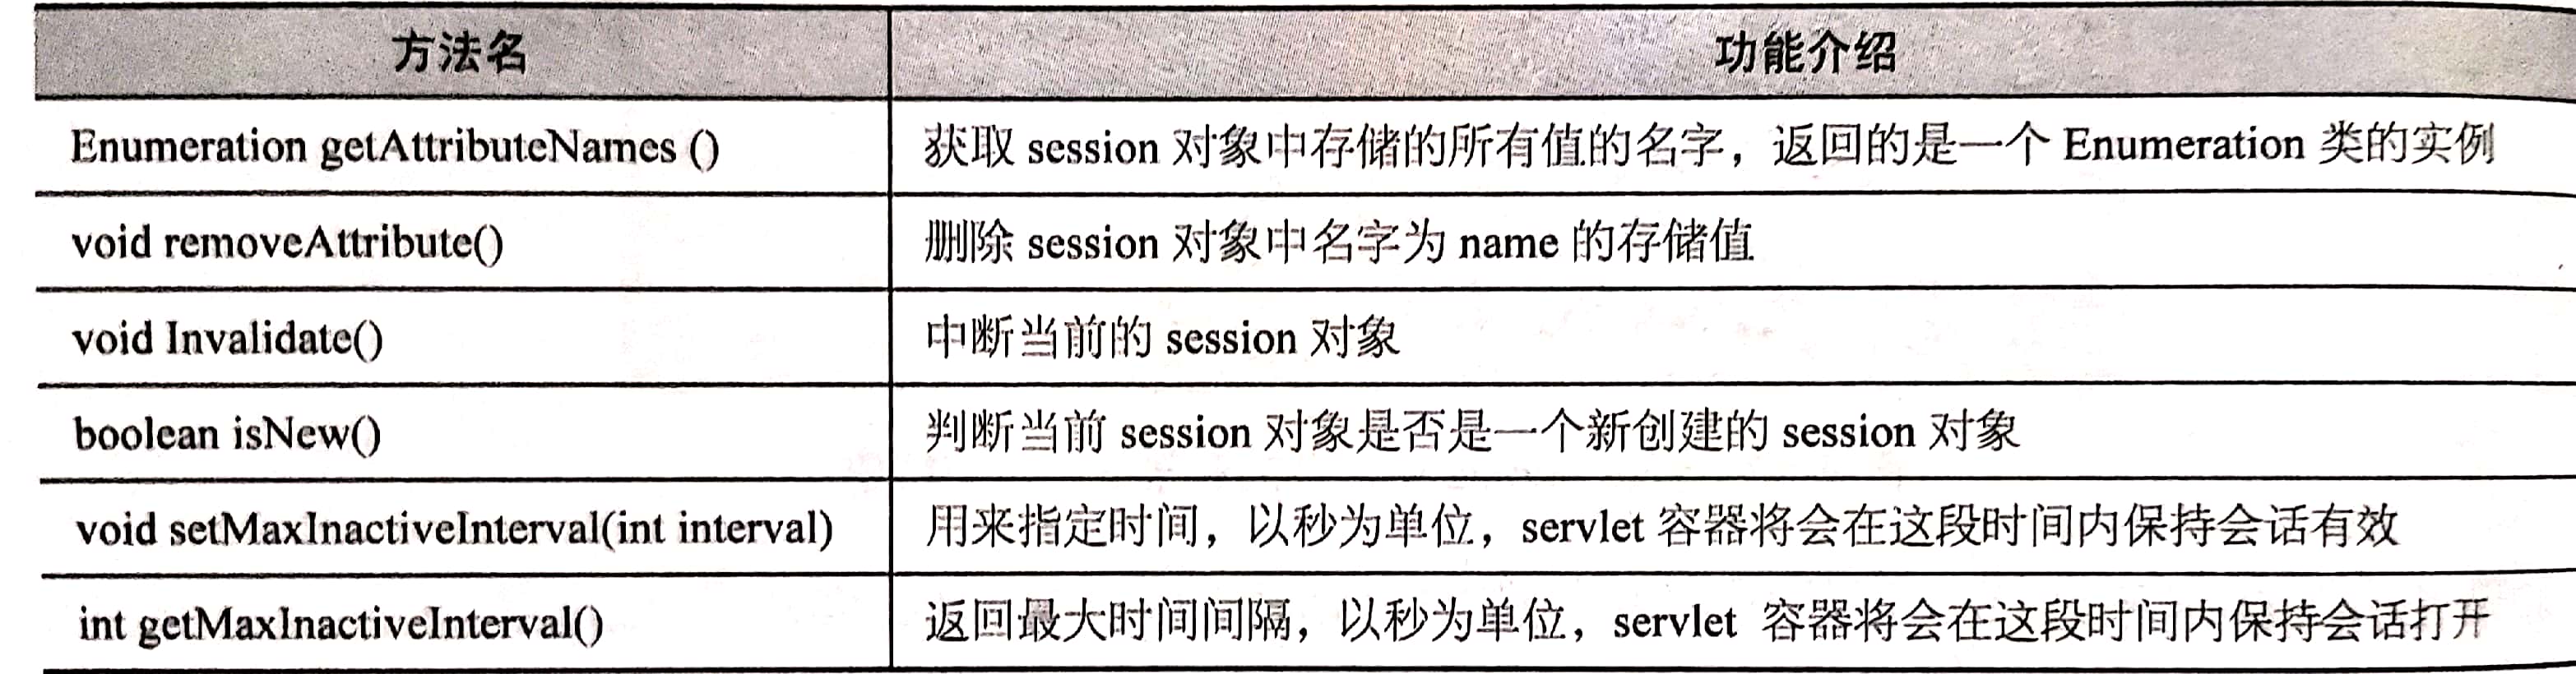 方法名 功能介绍
Enumeration getAttributeNames () 获取 session 对象中存储的所有值的名字，返回的是一个 Enumeration 类的实例
void removeAttribute() 删除 session 对象中名字为 name 的存储值
void Invalidate() 中断当前的 session 对象
boolean isNew() 判断当前 session 对象是否是一个新创建的 session 对象
void setMaxInactiveInterval(int interval) 用来指定时间，以秒为单位，servlet 容器将会在这段时间内保持会话有效
int getMaxInactiveInterval() 返回最大时间间隔，以秒为单位，servlet 容器将会在这段时间内保持会话打开